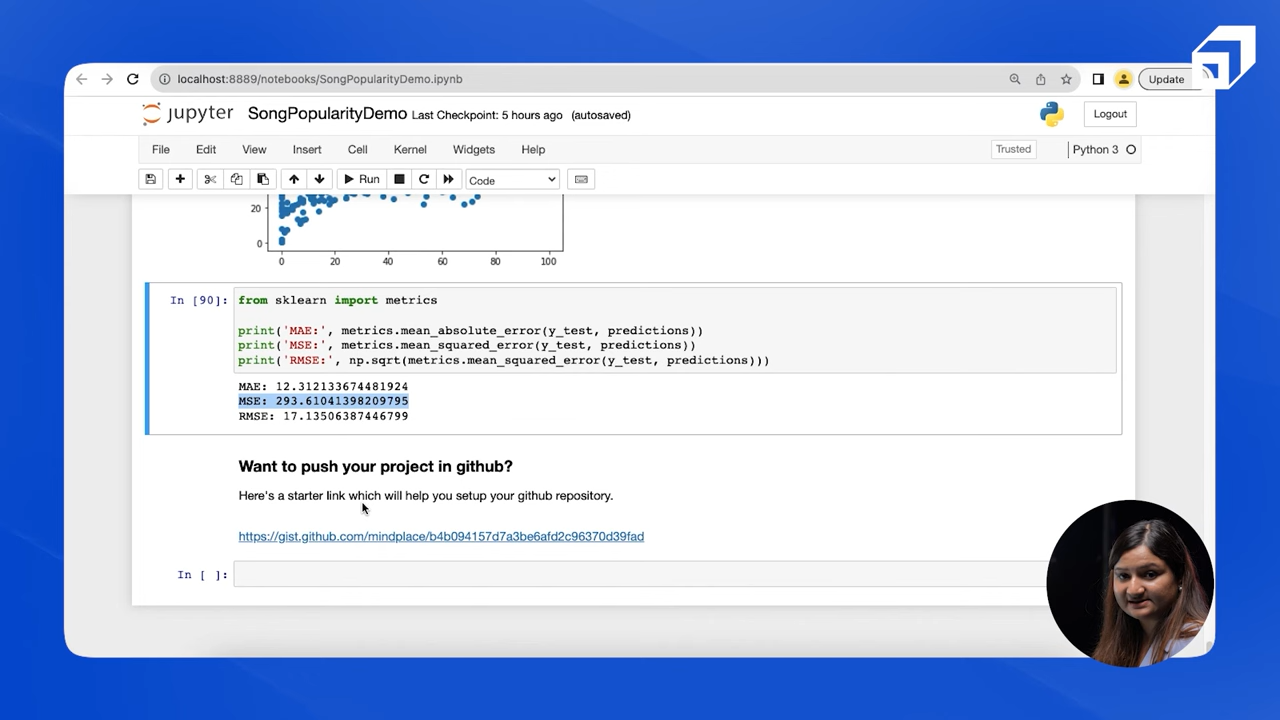 localhost:8889/notebooks/SongPopularityDemo.ipynb
Update
jupyter SongPopularityDemo Last Checkpoint: 5 hours ago (autosaved)
Logout
File Edit View Insert Cell Kernel Widgets Help
Trusted
Python 3
Run
Code
20
0
0 20 40 60 80 100
In [90]:
from sklearn import metrics
print('MAE:', metrics.mean_absolute_error(y_test, predictions))
print('MSE:', metrics.mean_squared_error(y_test, predictions))
print('RMSE:', np.sqrt(metrics.mean_squared_error(y_test, predictions)))
MAE: 12.312133674481924
MSE: 293.61041398209795
RMSE: 17.13506387446799
Want to push your project in github?
Here's a starter link which will help you setup your github repository.
https://gist.github.com/mindplace/b4b094157d7a3be6afd2c96370d39fad
In [ ]: